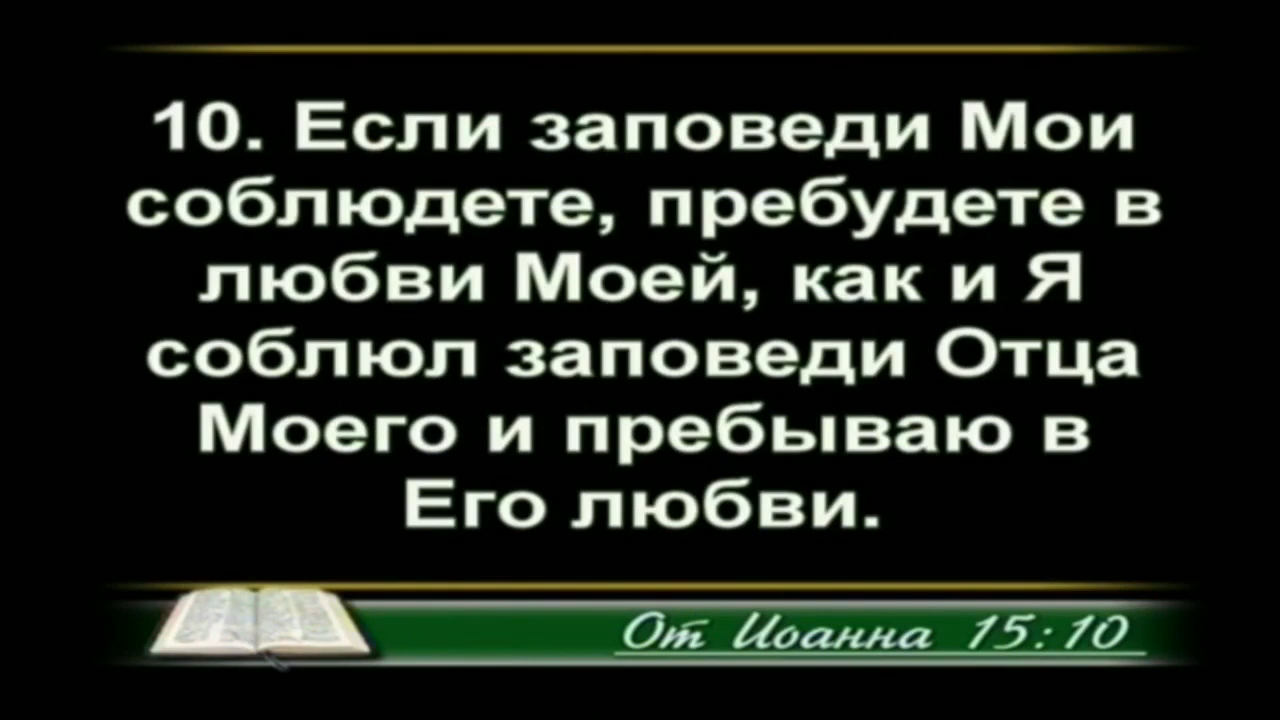 10. Если заповеди Мои
соблюдете, пребудете в
любви Моей, как и Я
соблюл заповеди Отца
Моего и пребываю в
Его любви.
От Иоанна 15:10